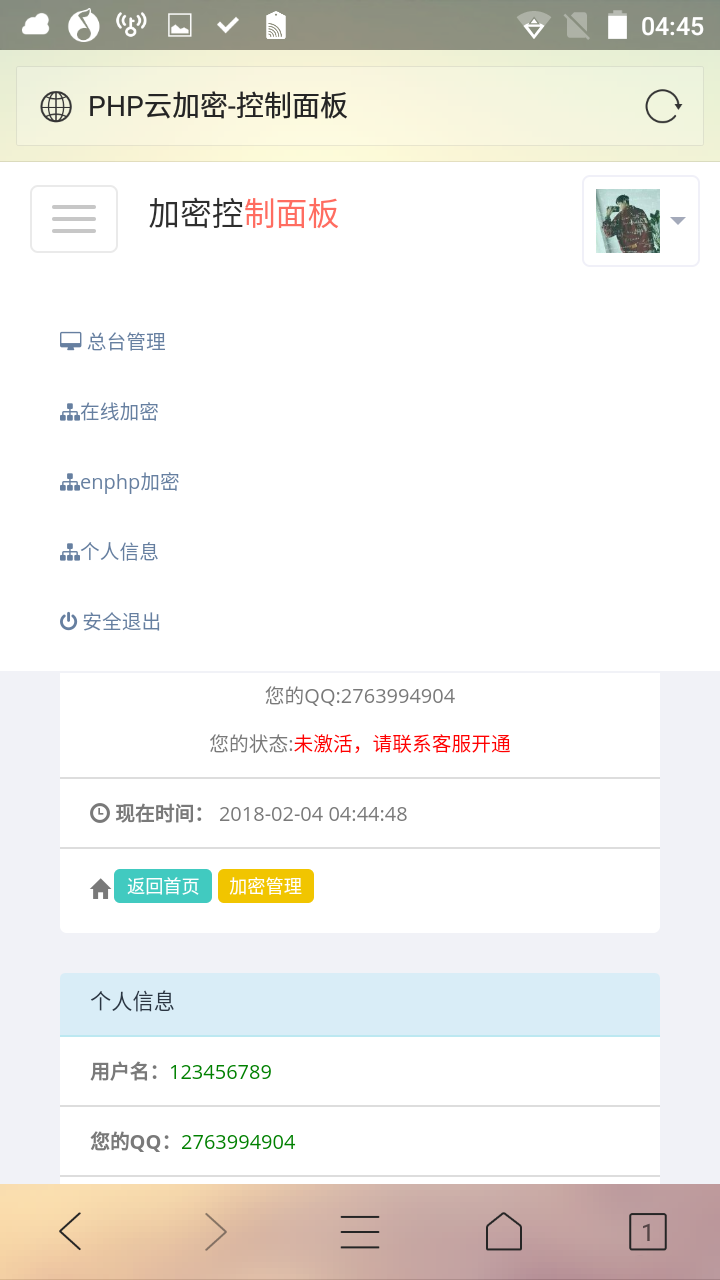 04:45
PHP云加密-控制面板
加密控制面板
总台管理
在线加密
enphp加密
个人信息
安全退出
您的QQ:2763994904
您的状态:未激活，请联系客服开通
现在时间： 2018-02-04 04:44:48
返回首页 加密管理
个人信息
用户名：123456789
您的QQ：2763994904
1